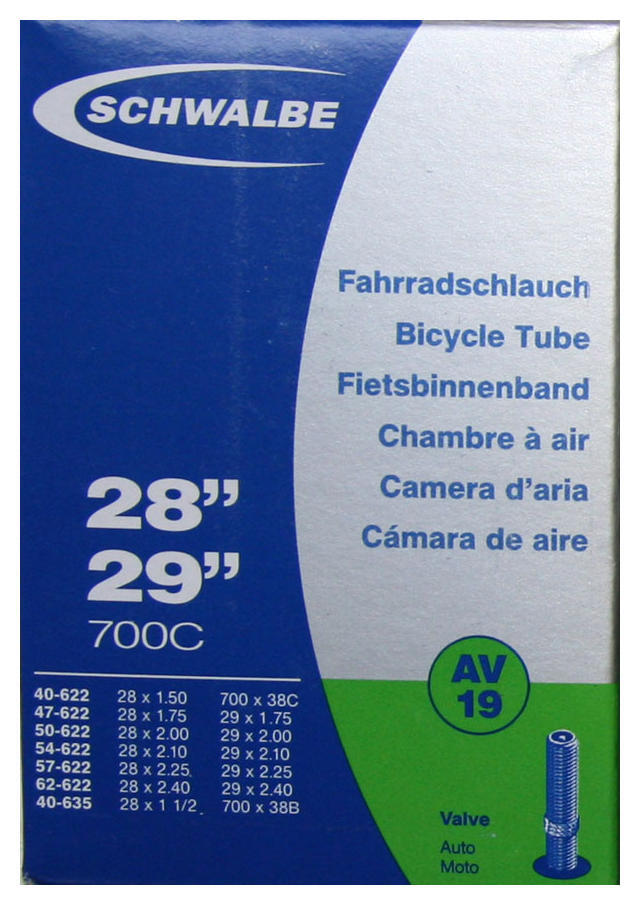 SCHWALBE
Fahrradschlauch
Bicycle Tube
Fietsbinnenband
Chambre à air
Camera d'aria
Cámara de aire
28”
29”
700C
40-622 28 x 1.50 700 x 38C
47-622 28 x 1.75 29 x 1.75
50-622 28 x 2.00 29 x 2.00
54-622 28 x 2.10 29 x 2.10
57-622 28 x 2.25 29 x 2.25
62-622 28 x 2.40 29 x 2.40
40-635 28 x 1 1/2 700 x 38B
AV
19
Valve
Auto
Moto